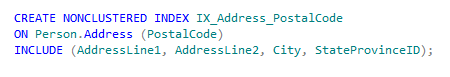 CREATE NONCLUSTERED INDEX IX_Address_PostalCode
ON Person.Address (PostalCode)
INCLUDE (AddressLine1, AddressLine2, City, StateProvinceID);